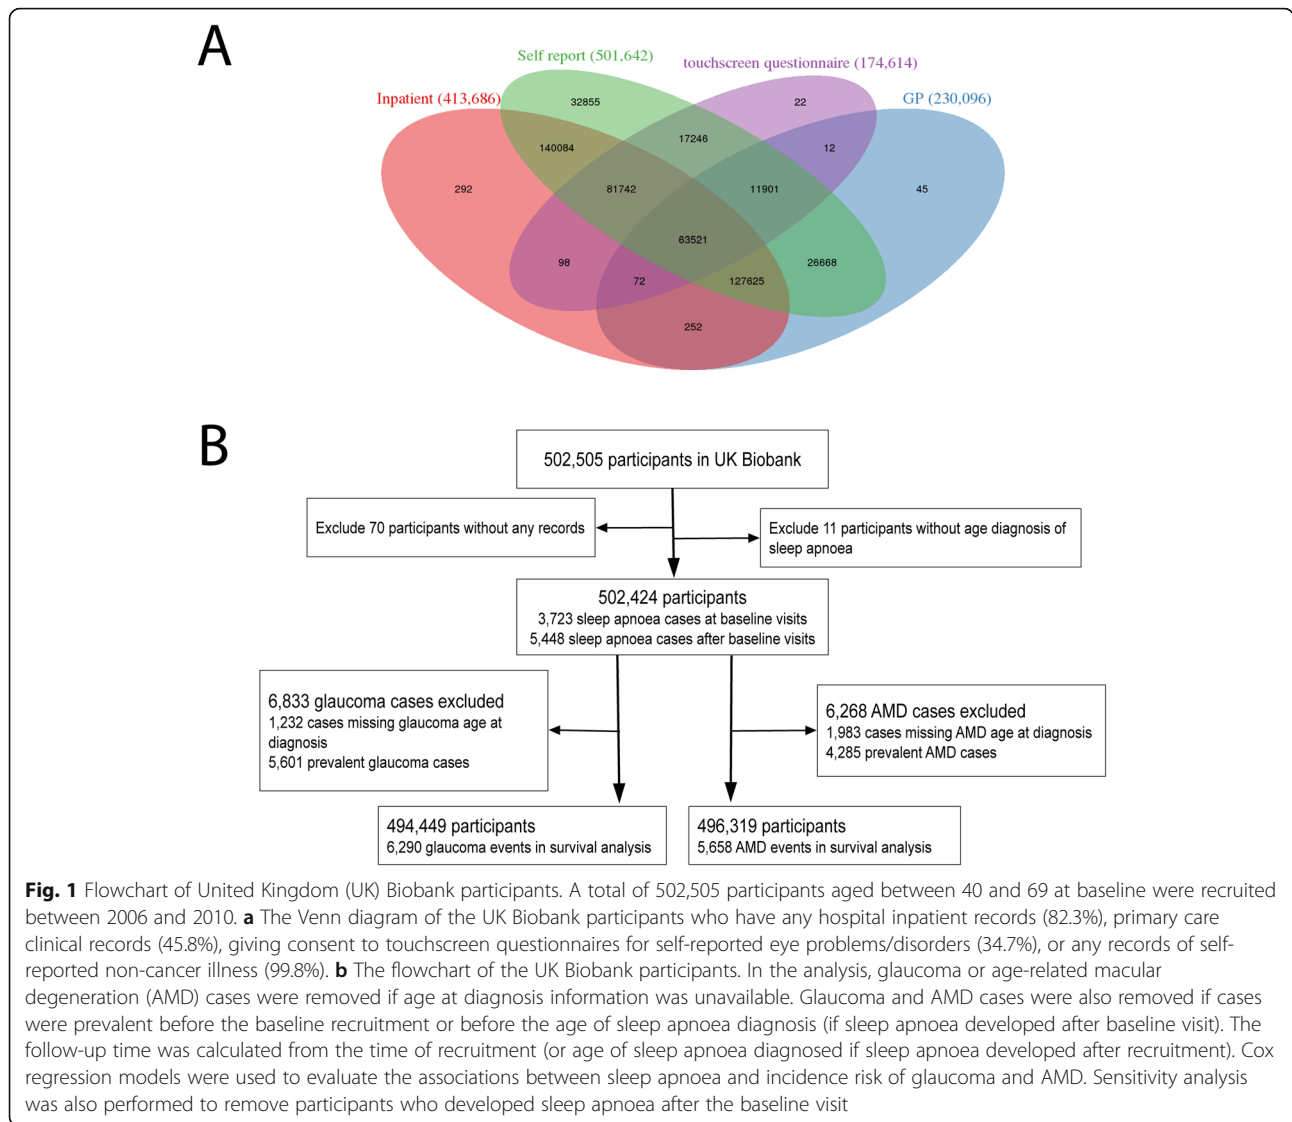 A
Self report (501,642)
touchscreen questionnaire (174,614)
Inpatient (413,686)
GP (230,096)
32855
22
17246
12
140084
292
81742
11901
45
63521
98
72
127625
26668
252
B
502,505 participants in UK Biobank
Exclude 70 participants without any records
Exclude 11 participants without age diagnosis of
sleep apnoea
502,424 participants
3,723 sleep apnoea cases at baseline visits
5,448 sleep apnoea cases after baseline visits
6,833 glaucoma cases excluded
1,232 cases missing glaucoma age at
diagnosis
5,601 prevalent glaucoma cases
6,268 AMD cases excluded
1,983 cases missing AMD age at diagnosis
4,285 prevalent AMD cases
494,449 participants
6,290 glaucoma events in survival analysis
496,319 participants
5,658 AMD events in survival analysis
Fig. 1 Flowchart of United Kingdom (UK) Biobank participants. A total of 502,505 participants aged between 40 and 69 at baseline were recruited
between 2006 and 2010. a The Venn diagram of the UK Biobank participants who have any hospital inpatient records (82.3%), primary care
clinical records (45.8%), giving consent to touchscreen questionnaires for self-reported eye problems/disorders (34.7%), or any records of self-
reported non-cancer illness (99.8%). b The flowchart of the UK Biobank participants. In the analysis, glaucoma or age-related macular
degeneration (AMD) cases were removed if age at diagnosis information was unavailable. Glaucoma and AMD cases were also removed if cases
were prevalent before the baseline recruitment or before the age of sleep apnoea diagnosis (if sleep apnoea developed after baseline visit). The
follow-up time was calculated from the time of recruitment (or age of sleep apnoea diagnosed if sleep apnoea developed after recruitment). Cox
regression models were used to evaluate the associations between sleep apnoea and incidence risk of glaucoma and AMD. Sensitivity analysis
was also performed to remove participants who developed sleep apnoea after the baseline visit